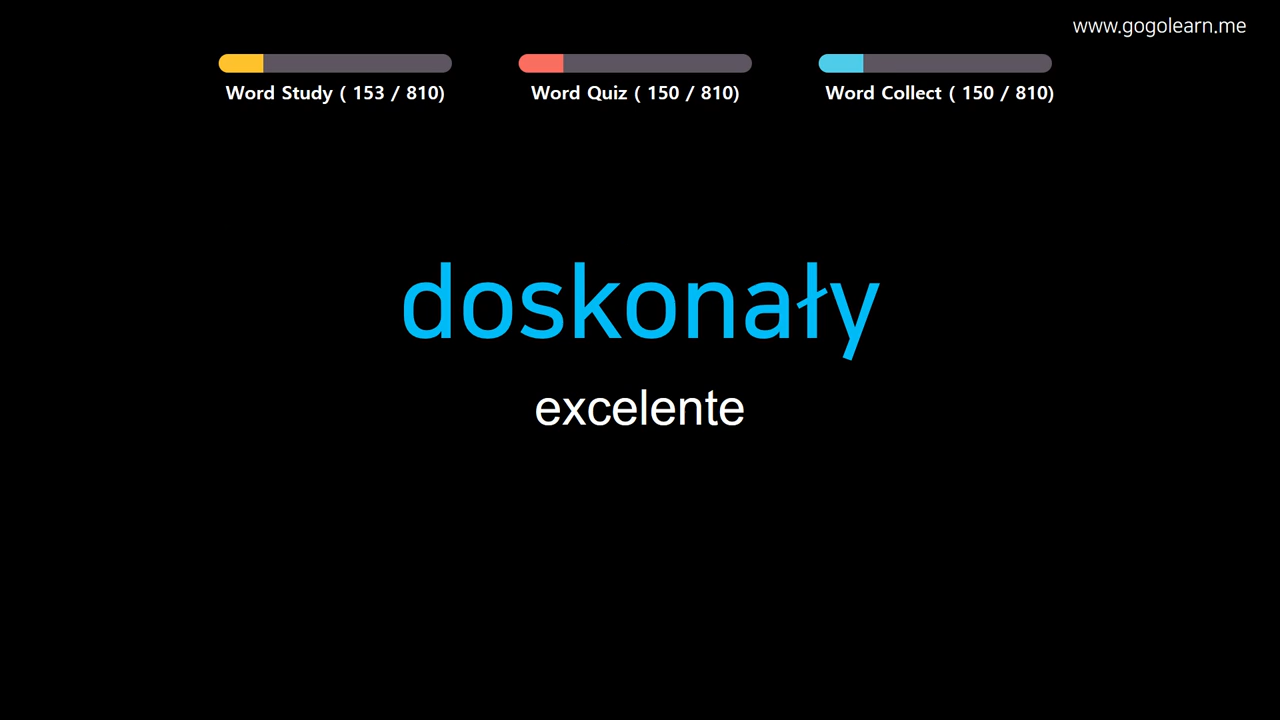 www.gogolearn.me
Word Study ( 153 / 810)
Word Quiz ( 150 / 810)
Word Collect ( 150 / 810)
doskonały
excelente